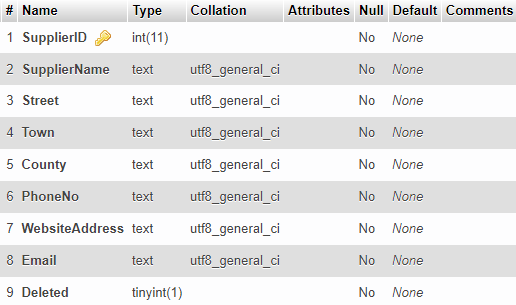 # Name Type Collation Attributes Null Default Comments
1 SupplierID int(11) No None
2 SupplierName text utf8_general_ci No None
3 Street text utf8_general_ci No None
4 Town text utf8_general_ci No None
5 County text utf8_general_ci No None
6 PhoneNo text utf8_general_ci No None
7 WebsiteAddress text utf8_general_ci No None
8 Email text utf8_general_ci No None
9 Deleted tinyint(1) No None